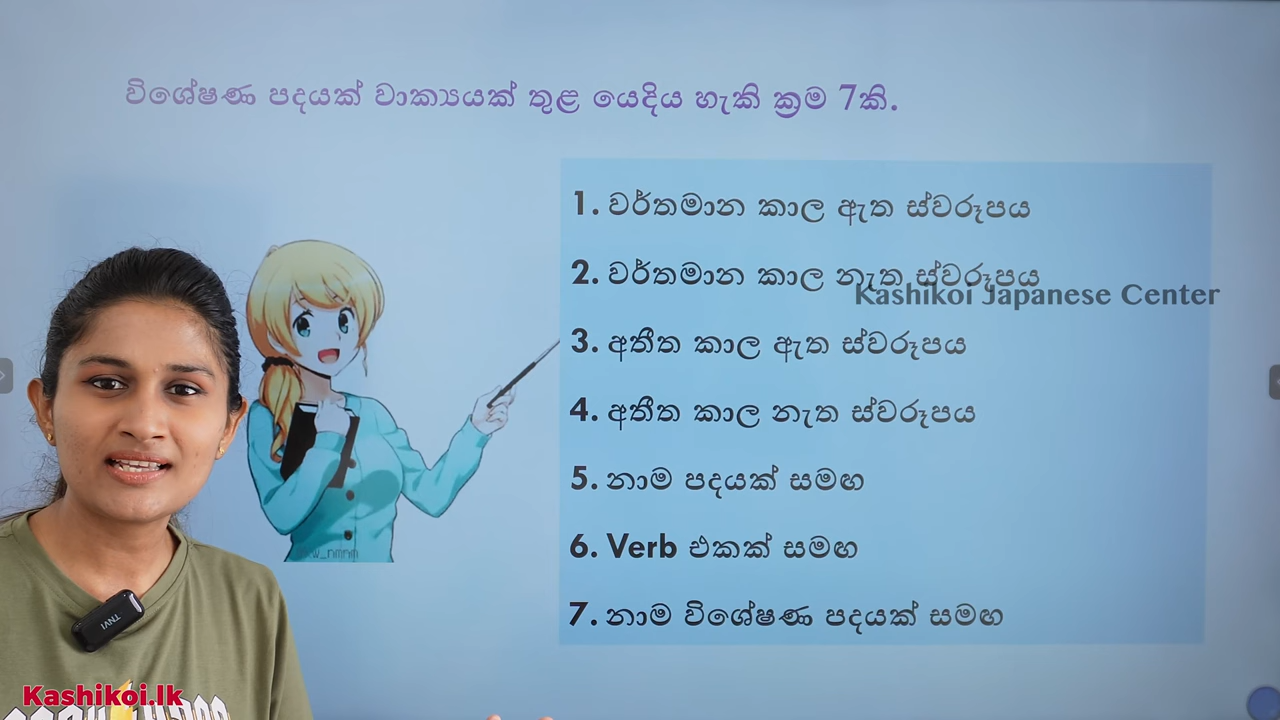 විශේෂණ පදයක් වාක්‍යයක් තුළ යෙදිය හැකි ක්‍රම 7කි.
1. වර්තමාන කාල ඇත ස්වරූපය
2. වර්තමාන කාල නැත ස්වරූපය
Kashikoi Japanese Center
3. අතීත කාල ඇත ස්වරූපය
4. අතීත කාල නැත ස්වරූපය
5. නාම පදයක් සමඟ
6. Verb එකක් සමඟ
7. නාම විශේෂණ පදයක් සමඟ
TNVI
Kashikoi.lk